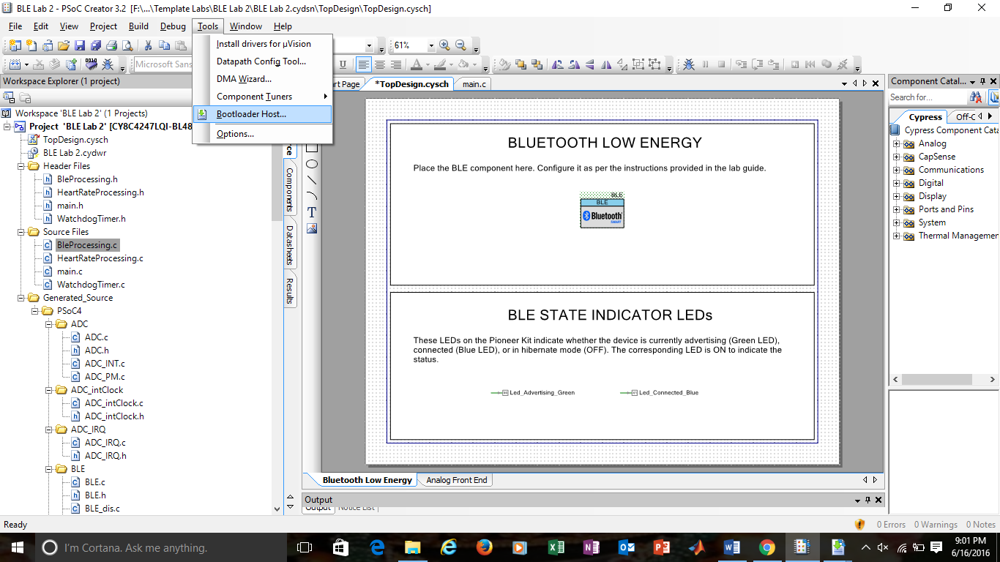 BLE Lab 2 - PSoC Creator 3.2 [F:\...\Template Labs\BLE Lab 2\BLE Lab 2.cydsn\TopDesign\TopDesign.cysch]
File Edit View Project Build Debug Tools Window Help
61%
Microsoft Sans
U
Install drivers for µVision
Datapath Config Tool...
DMA Wizard...
Component Tuners
Bootloader Host...
Options...
Workspace Explorer (1 project)
Workspace 'BLE Lab 2' (1 Projects)
Project 'BLE Lab 2' [CY8C4247LQI-BL48
TopDesign.cysch
BLE Lab 2.cydwr
Header Files
BleProcessing.h
HeartRateProcessing.h
main.h
WatchdogTimer.h
Source Files
BleProcessing.c
HeartRateProcessing.c
main.c
WatchdogTimer.c
Generated_Source
PSoC4
ADC
ADC.c
ADC.h
ADC_INT.c
ADC_PM.c
ADC_intClock
ADC_intClock.c
ADC_intClock.h
ADC_IRQ
ADC_IRQ.c
ADC_IRQ.h
BLE
BLE.c
BLE.h
BLE_dis.c
Components
Datasheets
Results
art Page *TopDesign.cysch main.c
T
BLUETOOTH LOW ENERGY
Place the BLE component here. Configure it as per the instructions provided in the lab guide.
BLE
BLE
Bluetooth
SMART
BLE STATE INDICATOR LEDs
These LEDs on the Pioneer Kit indicate whether the device is currently advertising (Green LED),
connected (Blue LED), or in hibernate mode (OFF). The corresponding LED is ON to indicate the
status.
Led_Advertising_Green Led_Connected_Blue
Bluetooth Low Energy Analog Front End
Output
Output Notice List
Component Catal...
Search for...
Cypress Off-C
Cypress Component Cata
Analog
CapSense
Communications
Digital
Display
Ports and Pins
System
Thermal Managemen
Ready
0 Errors 0 Warnings 0 Notes
I'm Cortana. Ask me anything.
9:01 PM
6/16/2016